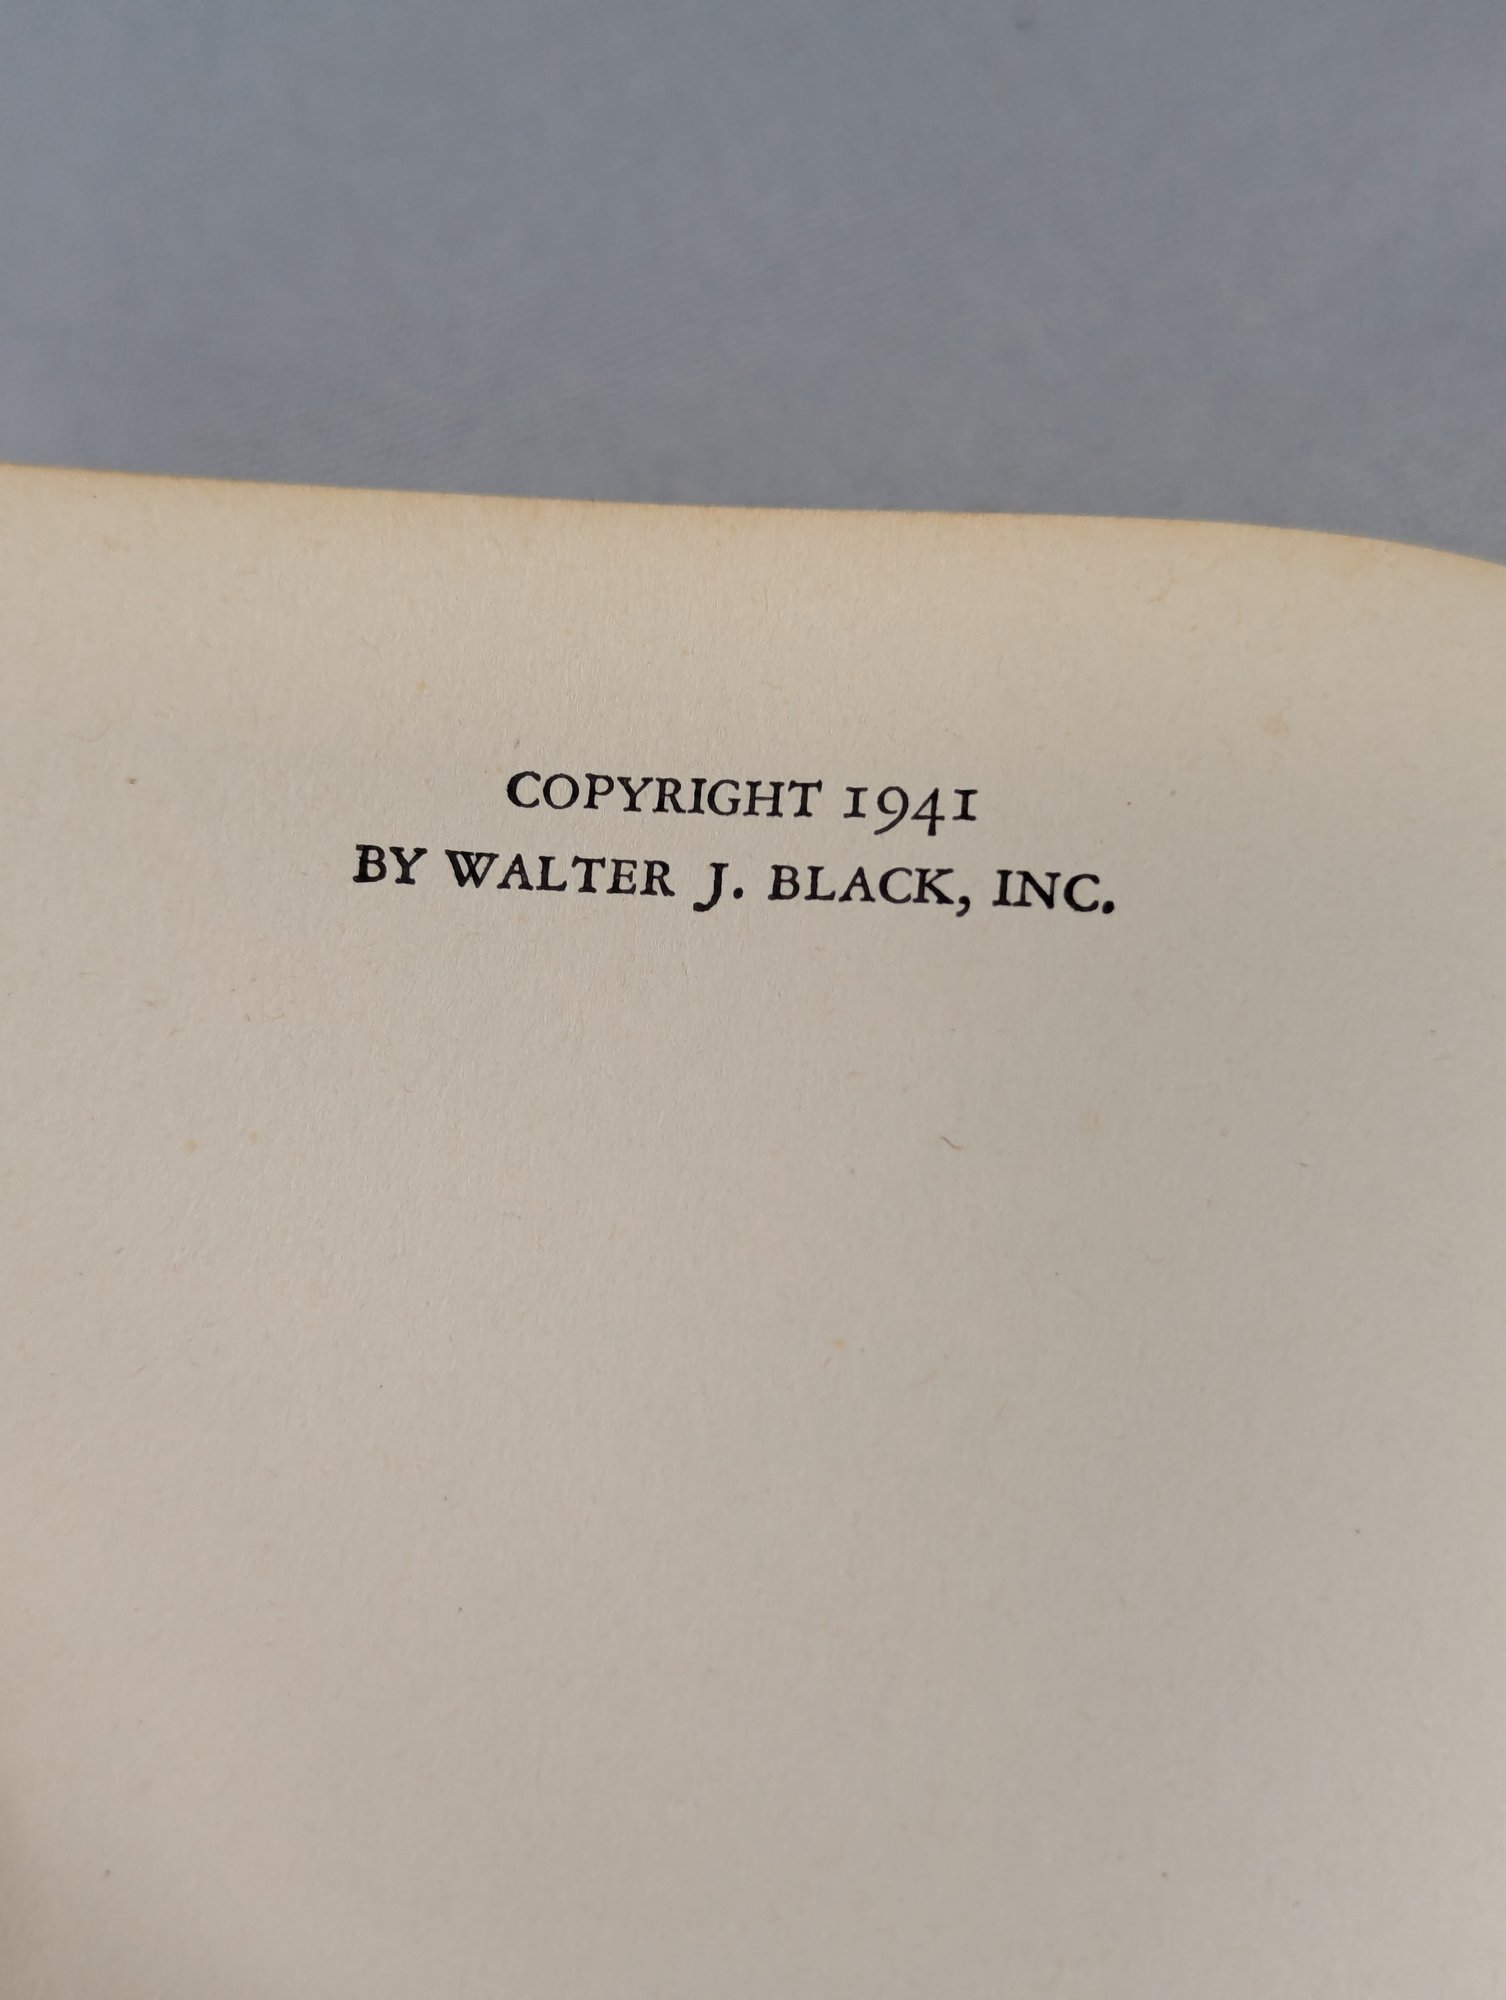 COPYRIGHT 1941
BY WALTER J. BLACK, INC.